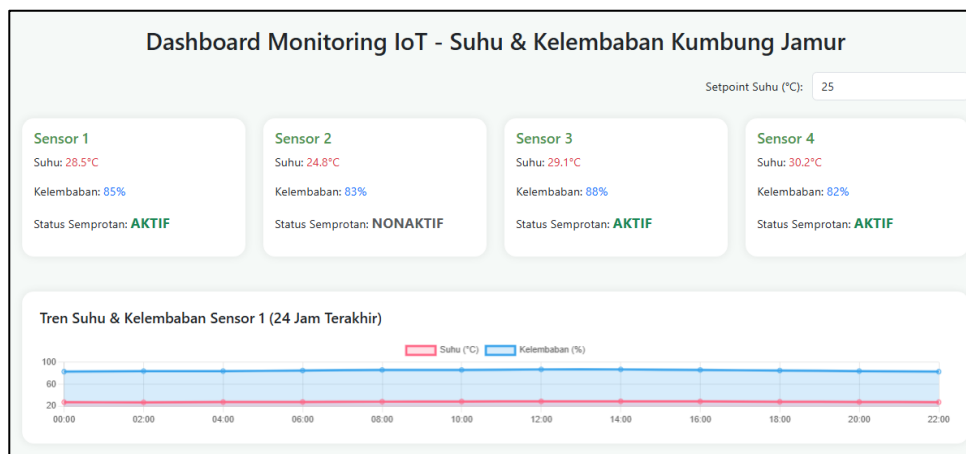 Dashboard Monitoring IoT - Suhu & Kelembaban Kumbung Jamur
Setpoint Suhu (°C): 25
Sensor 1
Suhu: 28.5°C
Kelembaban: 85%
Status Semprotan: AKTIF
Sensor 2
Suhu: 24.8°C
Kelembaban: 83%
Status Semprotan: NONAKTIF
Sensor 3
Suhu: 29.1°C
Kelembaban: 88%
Status Semprotan: AKTIF
Sensor 4
Suhu: 30.2°C
Kelembaban: 82%
Status Semprotan: AKTIF
Tren Suhu & Kelembaban Sensor 1 (24 Jam Terakhir)
Suhu (°C) Kelembaban (%)
100
60
20
00:00 02:00 04:00 06:00 08:00 10:00 12:00 14:00 16:00 18:00 20:00 22:00